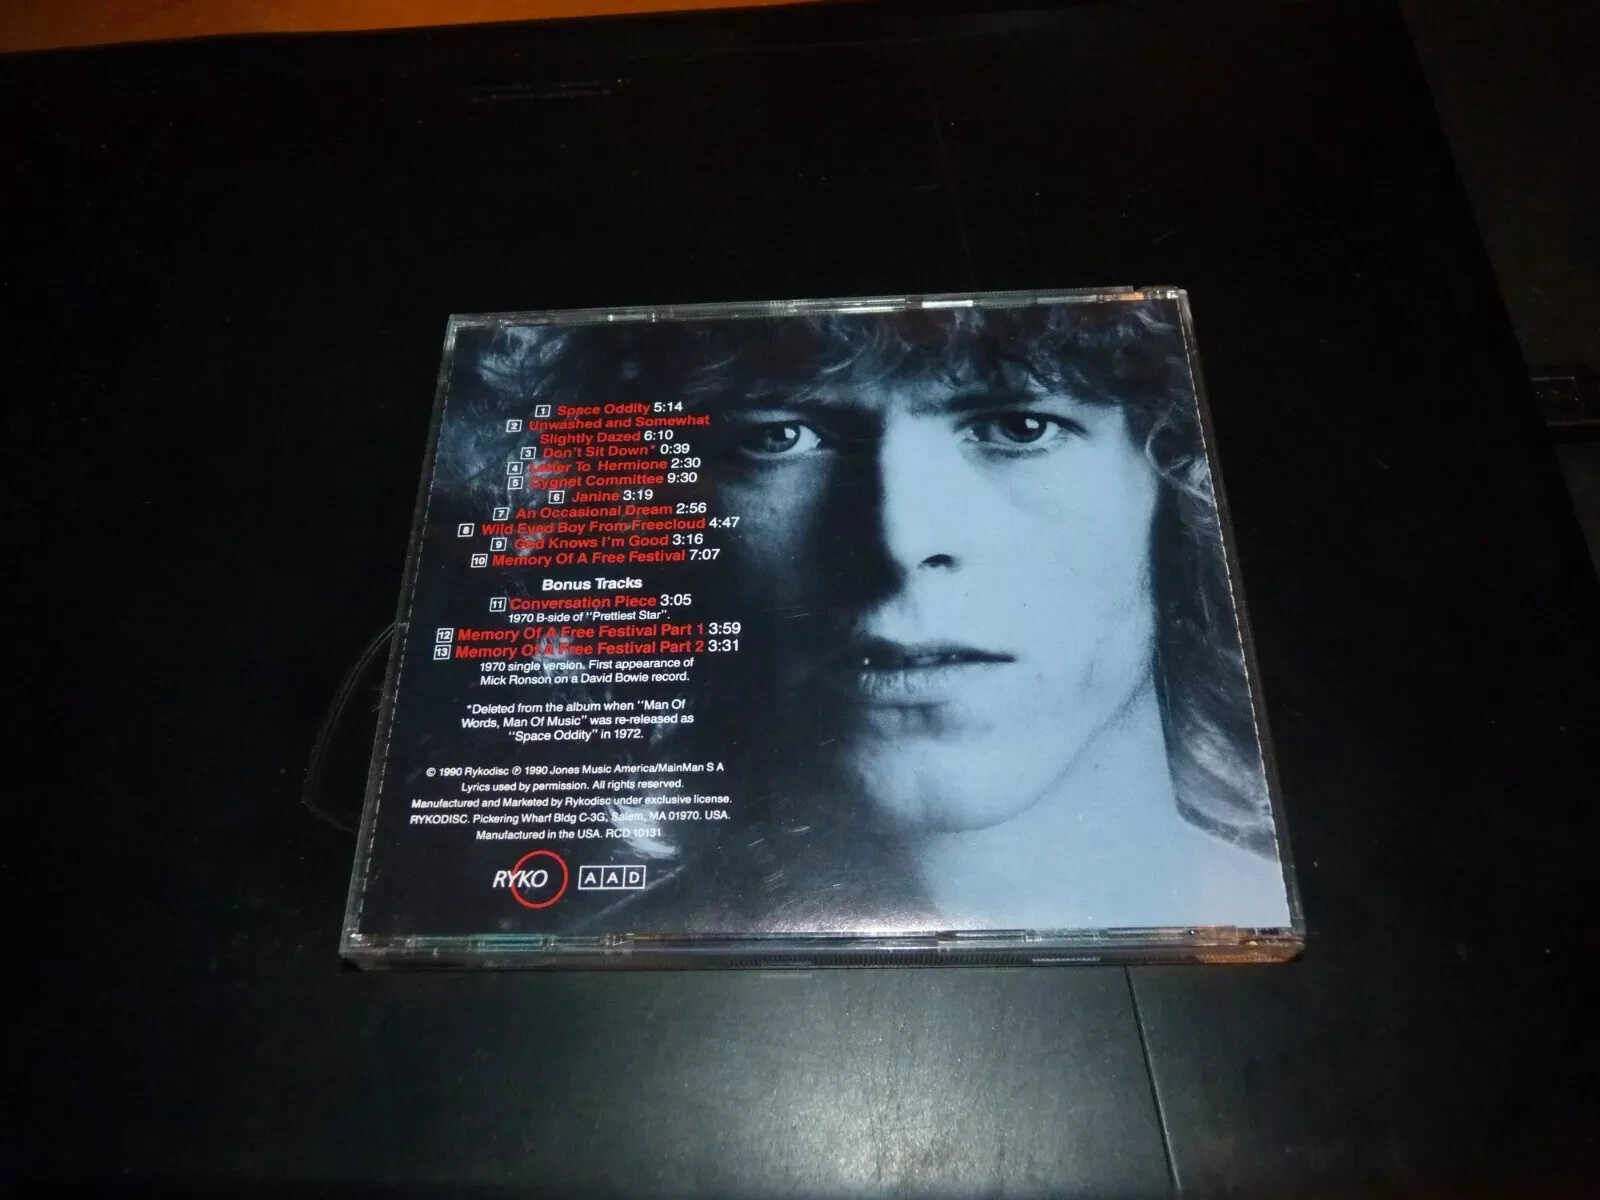 1 Space Oddity 5:14
2 Unwashed and Somewhat
Slightly Dazed 6:10
3 Don't Sit Down* 0:39
4 Letter To Hermione 2:30
5 Cygnet Committee 9:30
6 Janine 3:19
7 An Occasional Dream 2:56
8 Wild Eyed Boy From Freecloud 4:47
9 God Knows I'm Good 3:16
10 Memory Of A Free Festival 7:07
Bonus Tracks
11 Conversation Piece 3:05
1970 B-side of "Prettiest Star".
12 Memory Of A Free Festival Part 1 3:59
13 Memory Of A Free Festival Part 2 3:31
1970 single version. First appearance of
Mick Ronson on a David Bowie record.
*Deleted from the album when "Man Of
Words, Man Of Music" was re-released as
"Space Oddity" in 1972.
© 1990 Rykodisc ℗ 1990 Jones Music America/MainMan S A
Lyrics used by permission. All rights reserved.
Manufactured and Marketed by Rykodisc under exclusive license.
RYKODISC. Pickering Wharf Bldg C-3G, Salem, MA 01970. USA.
Manufactured in the USA. RCD 10131
RYKO AAD